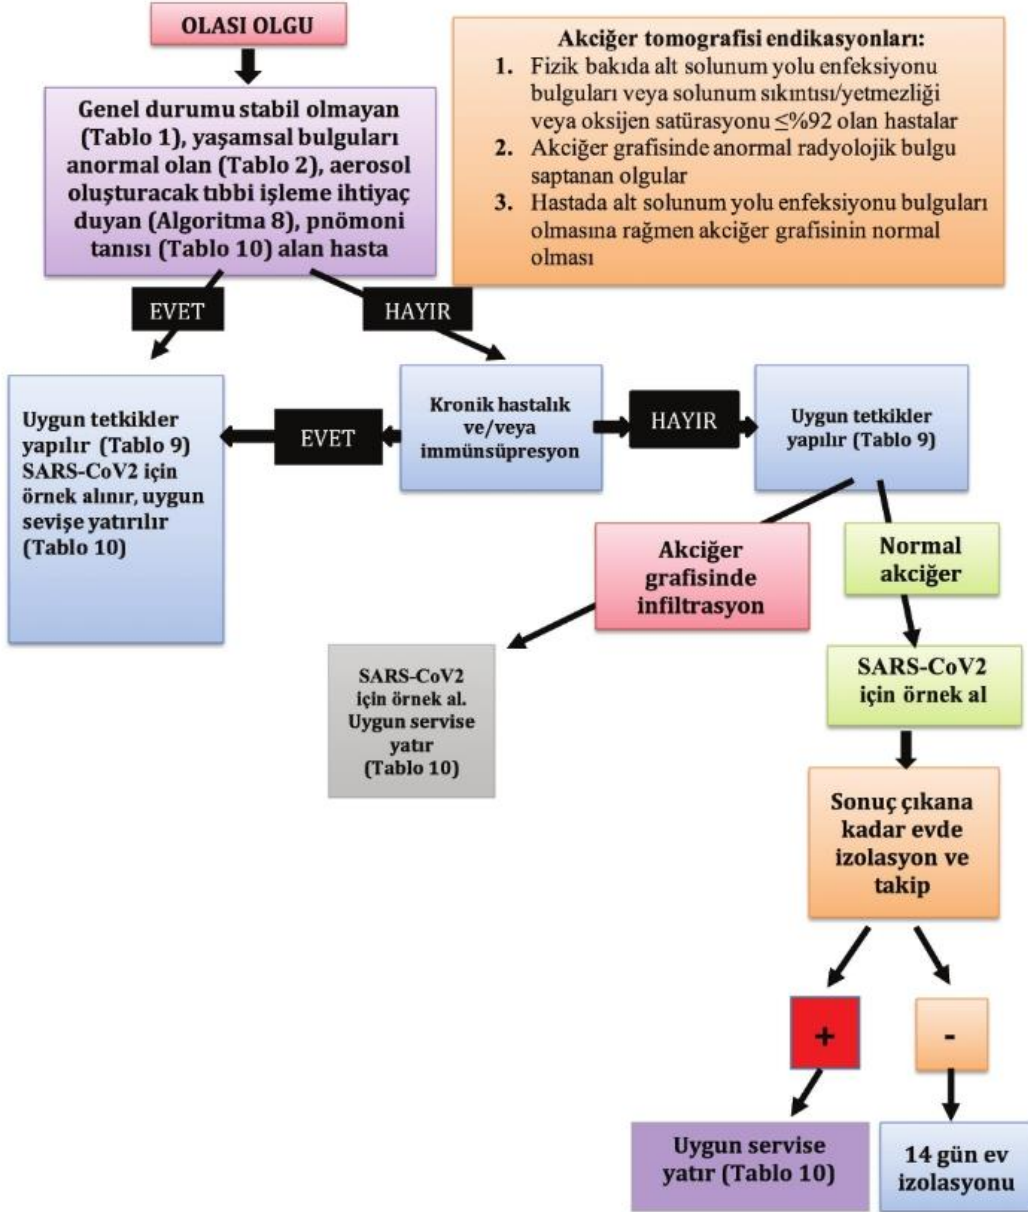 OLASI OLGU
Genel durumu stabil olmayan
(Tablo 1), yaşamsal bulguları
anormal olan (Tablo 2), aerosol
oluşturacak tıbbi işleme ihtiyaç
duyan (Algoritma 8), pnömoni
tanısı (Tablo 10) alan hasta
Akciğer tomografisi endikasyonları:
1. Fizik bakıda alt solunum yolu enfeksiyonu
bulguları veya solunum sıkıntısı/yetmezliği
veya oksijen satürasyonu ≤%92 olan hastalar
2. Akciğer grafisinde anormal radyolojik bulgu
saptanan olgular
3. Hastada alt solunum yolu enfeksiyonu bulguları
olmasına rağmen akciğer grafisinin normal
olması
EVET
HAYIR
Uygun tetkikler
yapılır (Tablo 9)
SARS-CoV2 için
örnek alınır, uygun
sevişe yatırılır
(Tablo 10)
EVET
Kronik hastalık
ve/veya
immünsüpresyon
HAYIR
Uygun tetkikler
yapılır (Tablo 9)
Akciğer
grafisinde
infiltrasyon
Normal
akciğer
SARS-CoV2
için örnek al.
Uygun servise
yatır
(Tablo 10)
SARS-CoV2
için örnek al
Sonuç çıkana
kadar evde
izolasyon ve
takip
+
-
Uygun servise
yatır (Tablo 10)
14 gün ev
izolasyonu